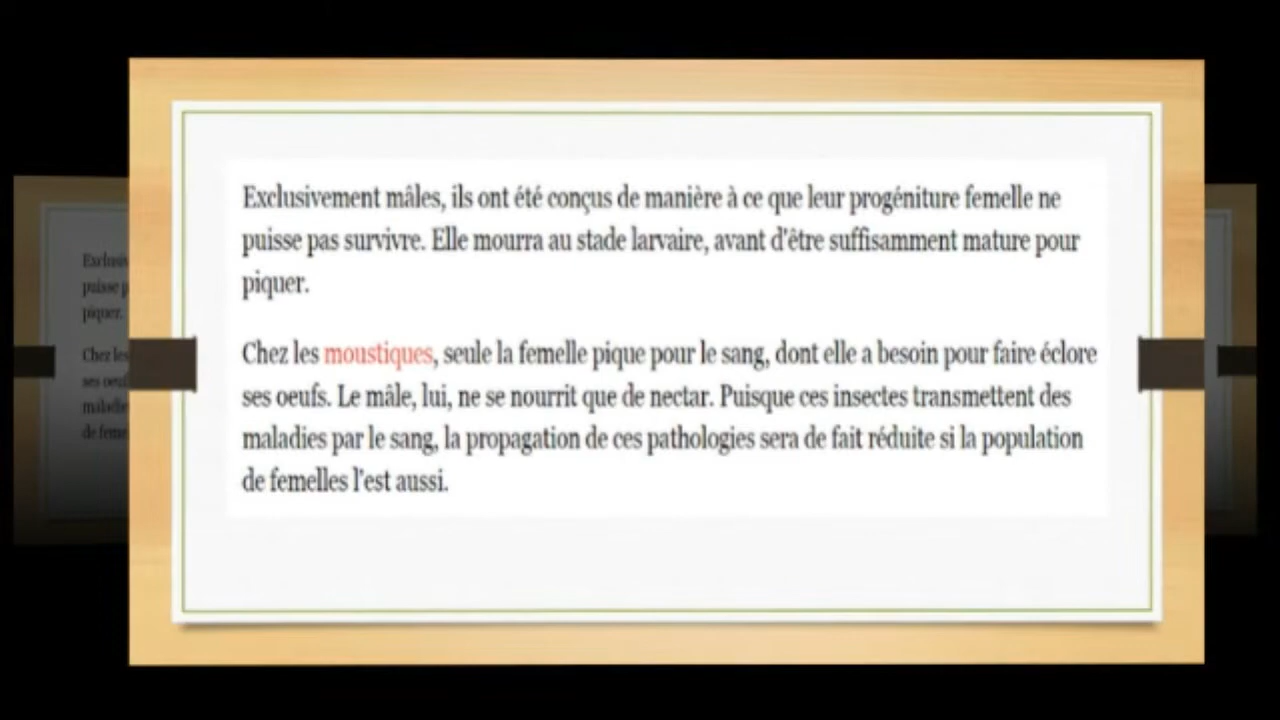 Exclusivement mâles, ils ont été conçus de manière à ce que leur progéniture femelle ne
puisse pas survivre. Elle mourra au stade larvaire, avant d'être suffisamment mature pour
piquer.
Chez les moustiques, seule la femelle pique pour le sang, dont elle a besoin pour faire éclore
ses oeufs. Le mâle, lui, ne se nourrit que de nectar. Puisque ces insectes transmettent des
maladies par le sang, la propagation de ces pathologies sera de fait réduite si la population
de femelles l'est aussi.